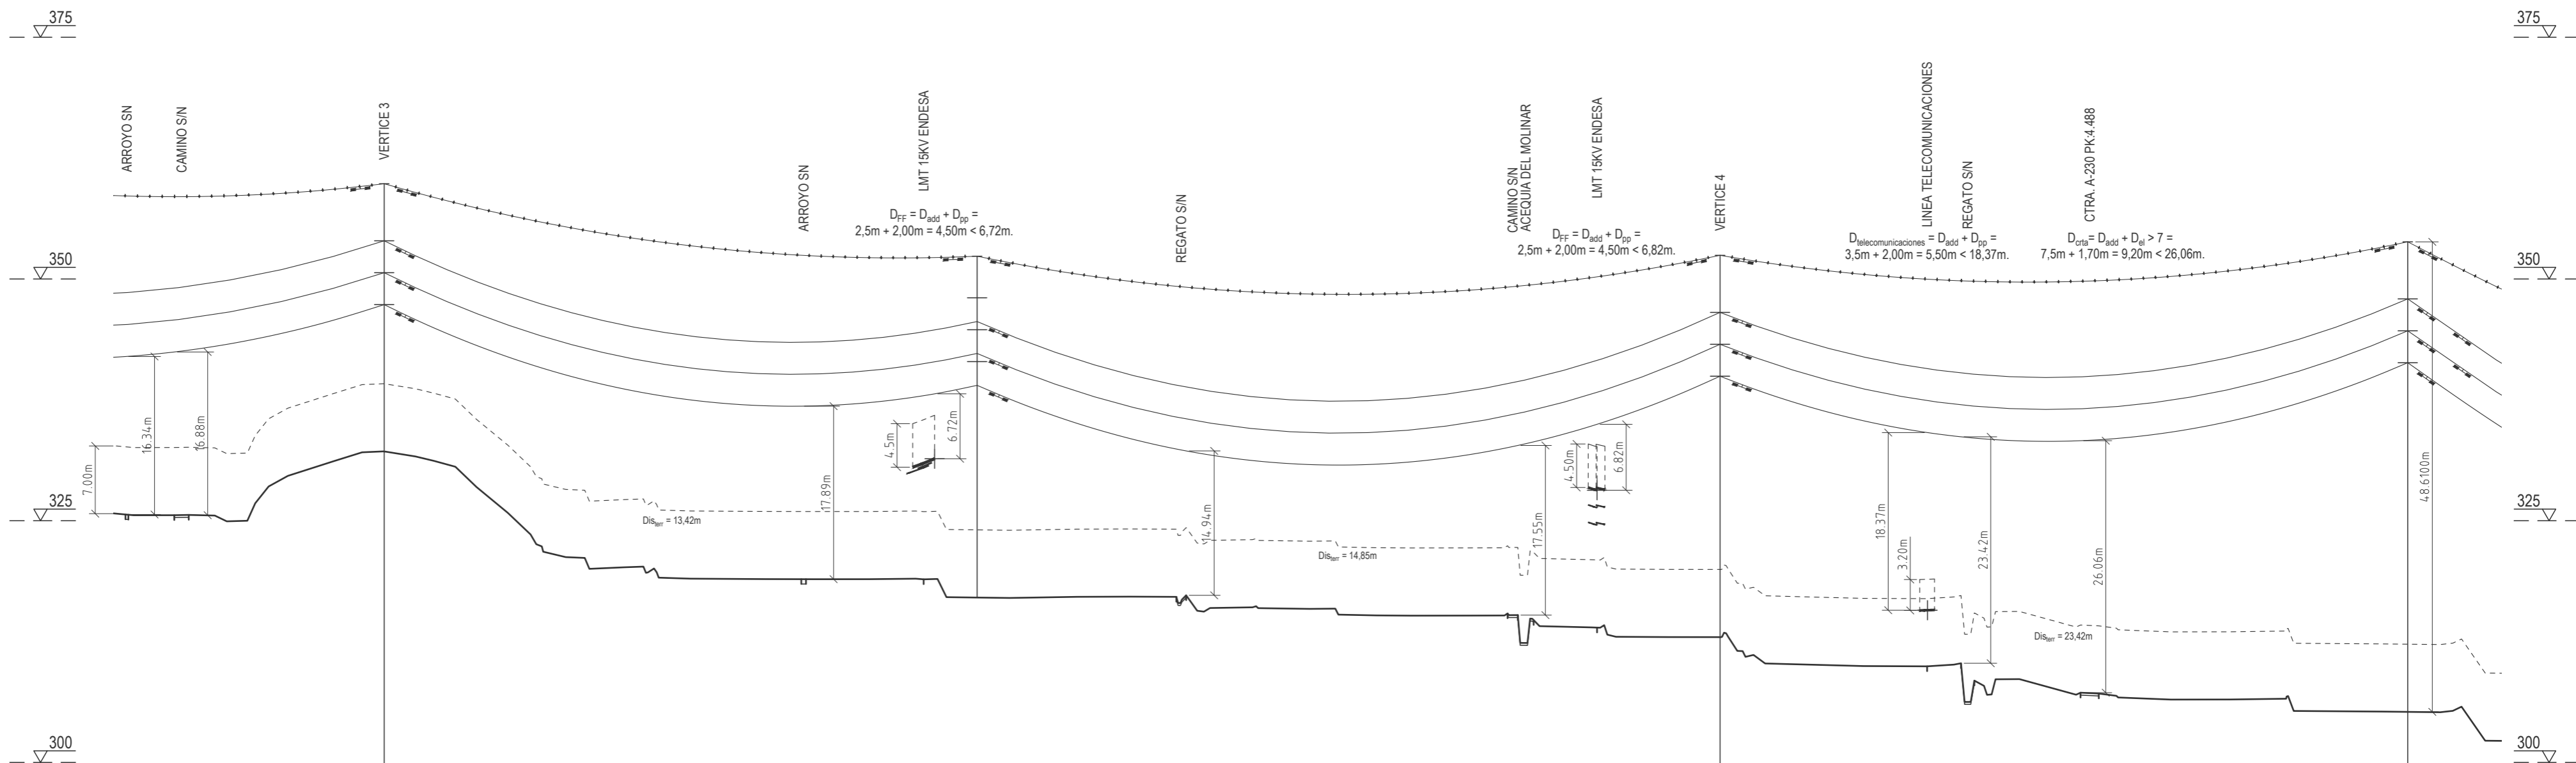 375
375
ARROYO SN
CAMINO S/N
VERTICE 3
ARROYO SN
LMT 15KV ENDESA
REGATO S/N
CAMINO S/N
ACEQUIA DEL MOLINAR
LMT 15KV ENDESA
VERTICE 4
LINEA TELECOMUNICACIONES
REGATO S/N
CTRA. A-230 PK:4.488
D_FF = D_add + D_pp =
2,5m + 2,00m = 4,50m < 6,72m.
D_FF = D_add + D_pp =
2,5m + 2,00m = 4,50m < 6,82m.
D_telecomunicaciones = D_add + D_pp =
3,5m + 2,00m = 5,50m < 18,37m.
D_crta= D_add + D_el > 7 =
7,5m + 1,70m = 9,20m < 26,06m.
350
350
7.00m
16.34m
16.88m
17.89m
4.5m
6.72m
14.94m
17.55m
4.50m
6.82m
18.37m
3.20m
23.42m
26.06m
48.6100m
325
325
Dis_terr = 13,42m
Dis_terr = 14,85m
Dis_terr = 23,42m
300
300